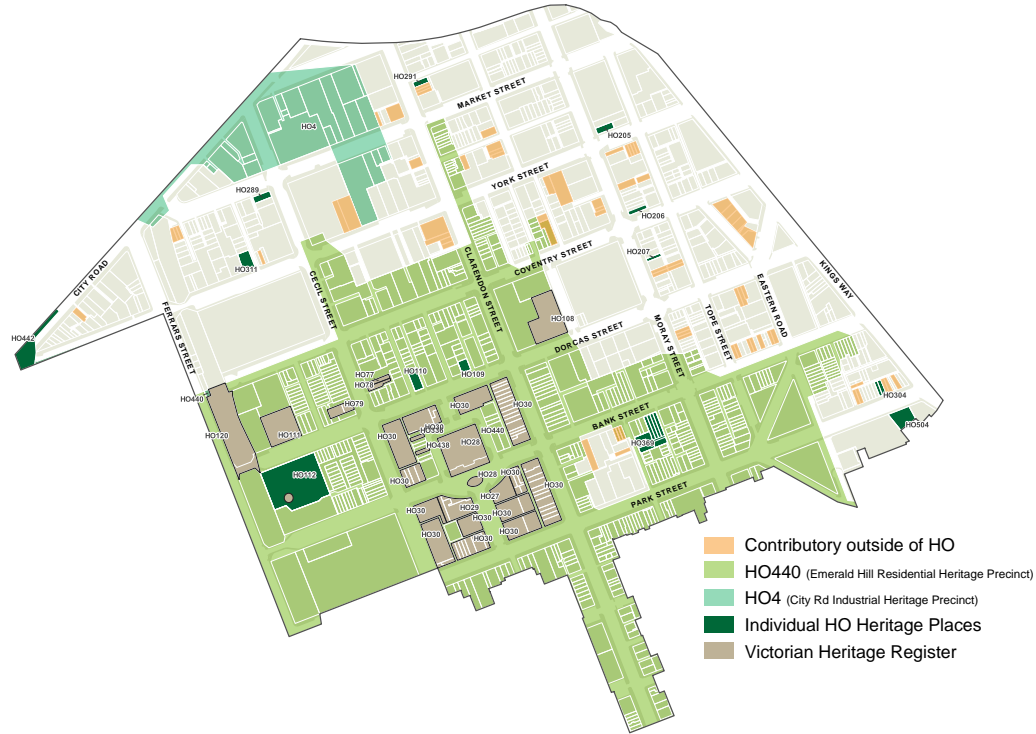 HO291
MARKET STREET
HO4
HO205
YORK STREET
HO289
HO206
COVENTRY STREET
HO207
HO311
CITY ROAD
CECIL STREET
CLARENDON STREET
KINGS WAY
EASTERN ROAD
FERRARS STREET
HO442
HO108
DORCAS STREET
MORAY STREET
TOPE STREET
HO77
HO78
HO110
HO109
HO440
HO79
HO30
HO30
HO304
HO120
HO111
HO30
HO30
HO440
BANK STREET
HO504
HO438
HO28
HO369
HO112
HO30
HO28
HO30
HO30
HO27
PARK STREET
HO30
HO29
HO30
HO30
HO30
HO30
HO30
Contributory outside of HO
HO440 (Emerald Hill Residential Heritage Precinct)
HO4 (City Rd Industrial Heritage Precinct)
Individual HO Heritage Places
Victorian Heritage Register